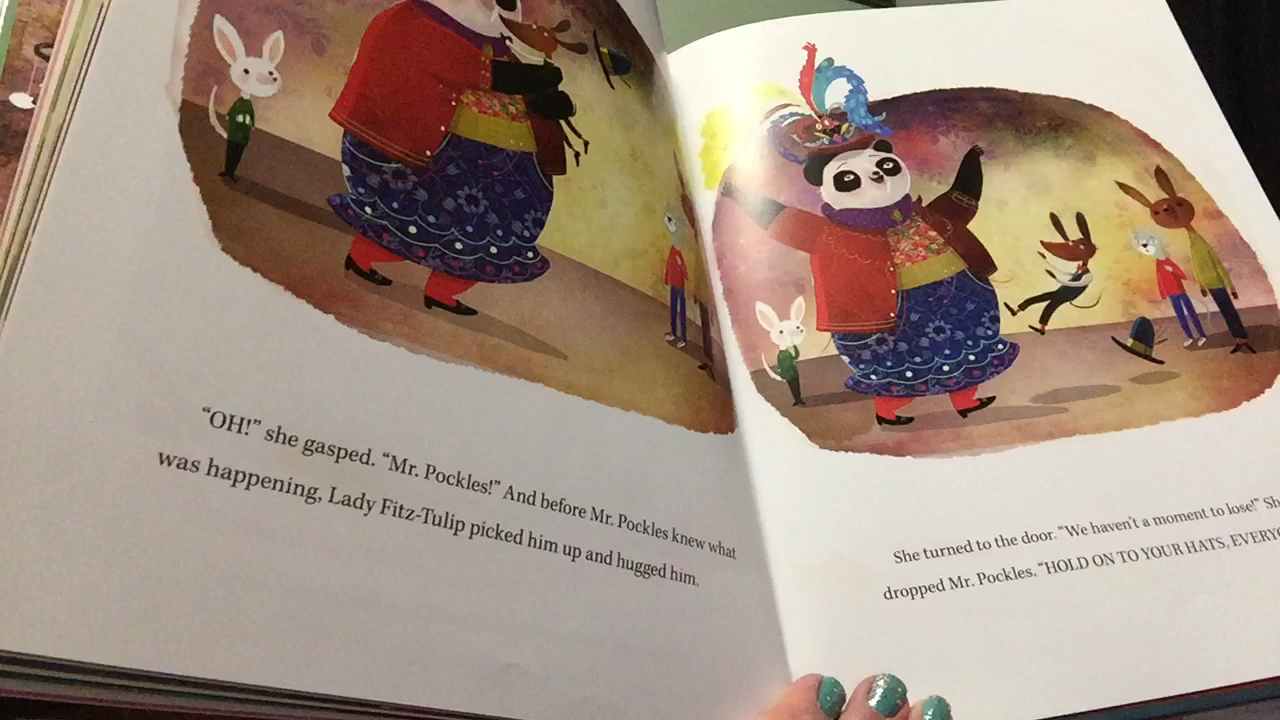 “OH!” she gasped. “Mr. Pockles!” And before Mr. Pockles knew what
was happening, Lady Fitz-Tulip picked him up and hugged him.
She turned to the door. “We haven’t a moment to lose!” Sh
dropped Mr. Pockles. “HOLD ON TO YOUR HATS, EVERYO